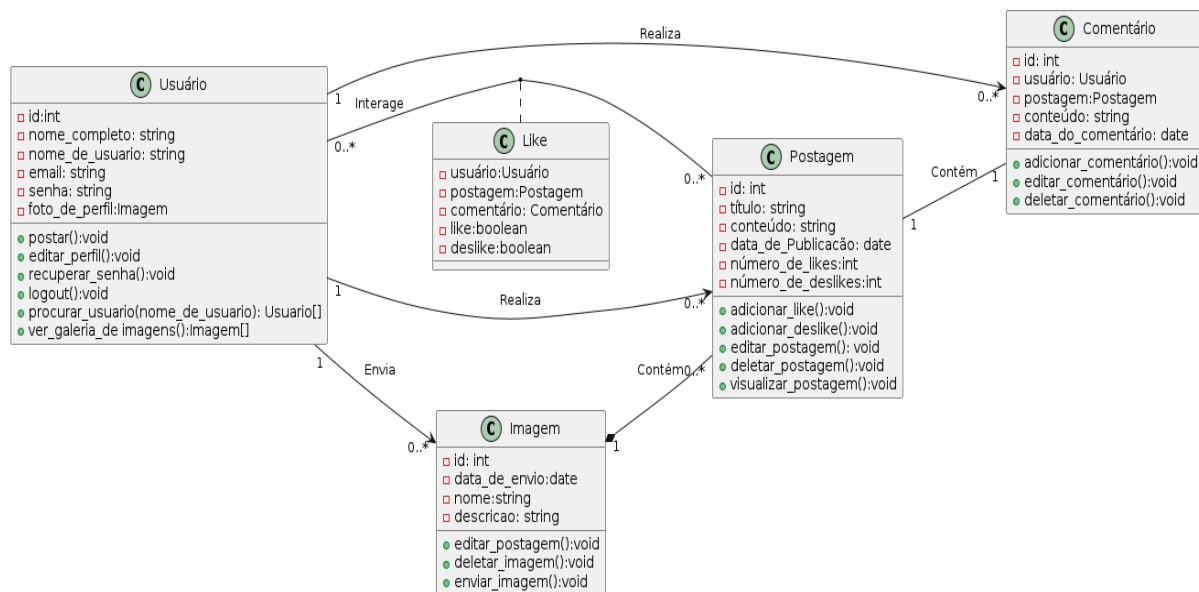 Realiza
C Comentário
id: int
usuário: Usuário
postagem:Postagem
conteúdo: string
data_do_comentário: date
adicionar_comentário():void
editar_comentário():void
deletar_comentário():void
0..*
1
C Usuário
id:int
nome_completo: string
nome_de_usuario: string
email: string
senha: string
foto_de_perfil:Imagem
postar():void
editar_perfil():void
recuperar_senha():void
logout():void
procurar_usuario(nome_de_usuario): Usuario[]
ver_galeria_de imagens():Imagem[]
1
Interage
0..*
C Like
usuário:Usuário
postagem:Postagem
comentário: Comentário
like:boolean
deslike:boolean
0..*
C Postagem
id: int
título: string
conteúdo: string
data_de_Publicacão: date
número_de_likes:int
número_de_deslikes:int
adicionar_like():void
adicionar_deslike():void
editar_postagem(): void
deletar_postagem():void
visualizar_postagem():void
Contém
1
1
Realiza
0..*
1
Envia
0..*
Contém
0..*
1
C Imagem
id: int
data_de_envio:date
nome:string
descricao: string
editar_postagem():void
deletar_imagem():void
enviar_imagem():void